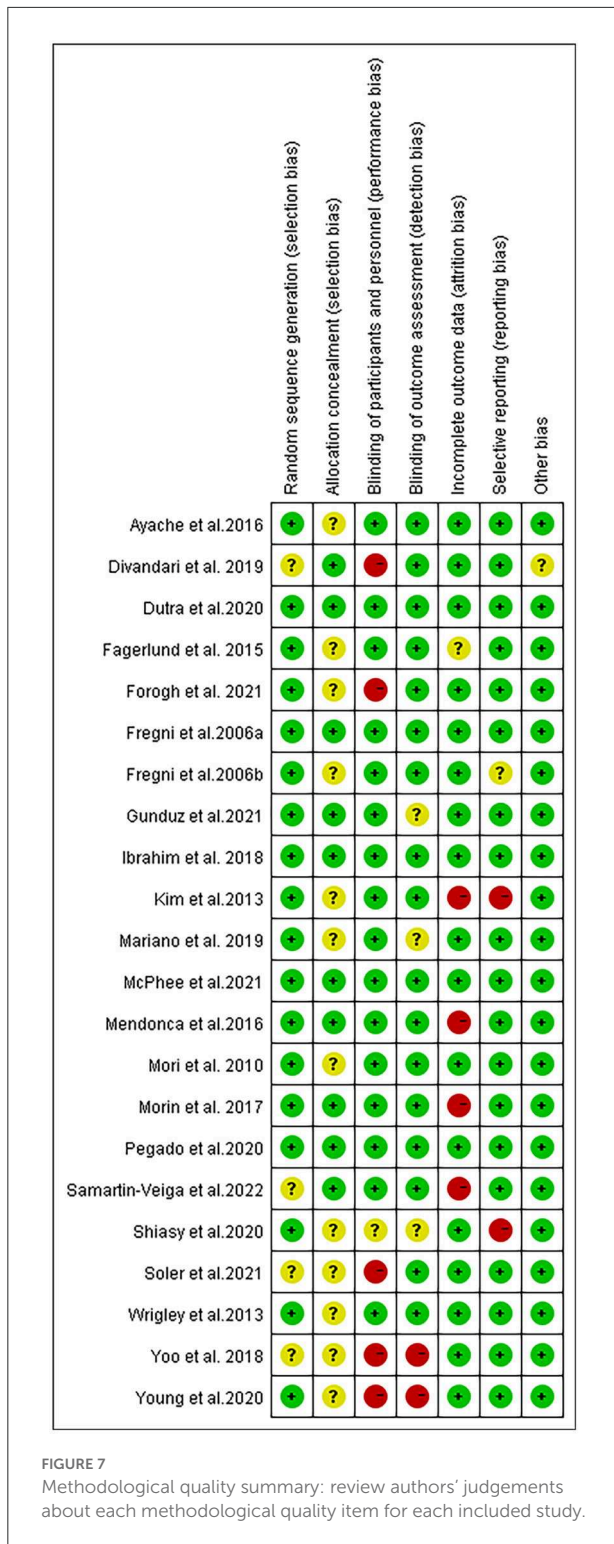 Random sequence generation (selection bias)
Allocation concealment (selection bias)
Blinding of participants and personnel (performance bias)
Blinding of outcome assessment (detection bias)
Incomplete outcome data (attrition bias)
Selective reporting (reporting bias)
Other bias
Ayache et al.2016 + ? + + + + +
Divandari et al. 2019 ? + - + + + ?
Dutra et al.2020 + + + + + + +
Fagerlund et al. 2015 + ? + + ? + +
Forogh et al. 2021 + ? - + + + +
Fregni et al.2006a + + + + + + +
Fregni et al.2006b + ? + + + ? +
Gunduz et al.2021 + + + ? + + +
Ibrahim et al. 2018 + + + + + + +
Kim et al.2013 + ? + + - - +
Mariano et al. 2019 + ? + ? + + +
McPhee et al.2021 + + + + + + +
Mendonca et al.2016 + + + + - + +
Mori et al. 2010 + ? + + + + +
Morin et al. 2017 + + + + - + +
Pegado et al.2020 + + + + + + +
Samartin-Veiga et al.2022 ? + + + - + +
Shiasy et al.2020 + ? ? ? + - +
Soler et al.2021 ? ? - + + + +
Wrigley et al.2013 + ? + + + + +
Yoo et al. 2018 ? ? - - + + +
Young et al.2020 + ? - - + + +
FIGURE 7
Methodological quality summary: review authors' judgements
about each methodological quality item for each included study.